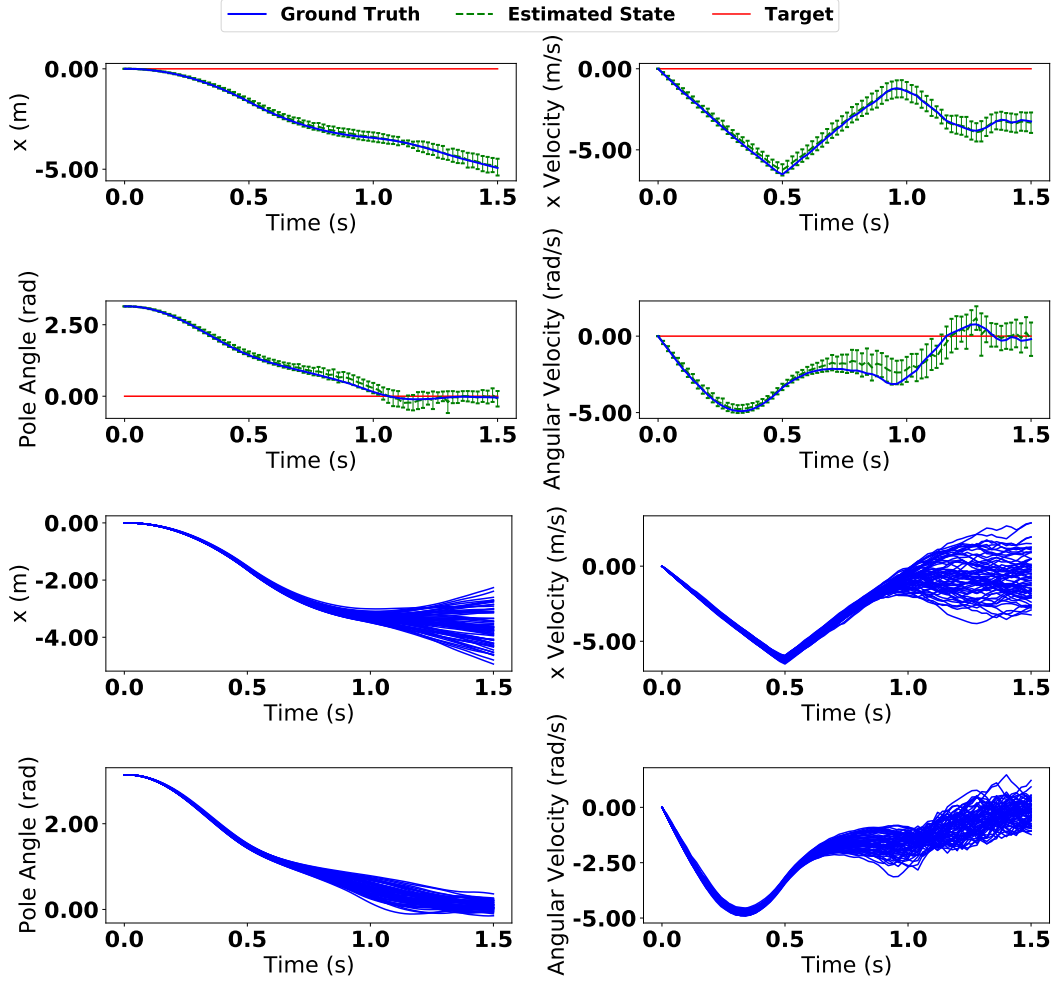 Ground Truth Estimated State Target
x (m)
0.00
-5.00
0.0 0.5 1.0 1.5
Time (s)
x Velocity (m/s)
0.00
-5.00
0.0 0.5 1.0 1.5
Time (s)
Pole Angle (rad)
2.50
0.00
0.0 0.5 1.0 1.5
Time (s)
Angular Velocity (rad/s)
0.00
-5.00
0.0 0.5 1.0 1.5
Time (s)
x (m)
0.00
-2.00
-4.00
0.0 0.5 1.0 1.5
Time (s)
x Velocity (m/s)
0.00
-5.00
0.0 0.5 1.0 1.5
Time (s)
Pole Angle (rad)
2.00
0.00
0.0 0.5 1.0 1.5
Time (s)
Angular Velocity (rad/s)
0.00
-2.50
-5.00
0.0 0.5 1.0 1.5
Time (s)